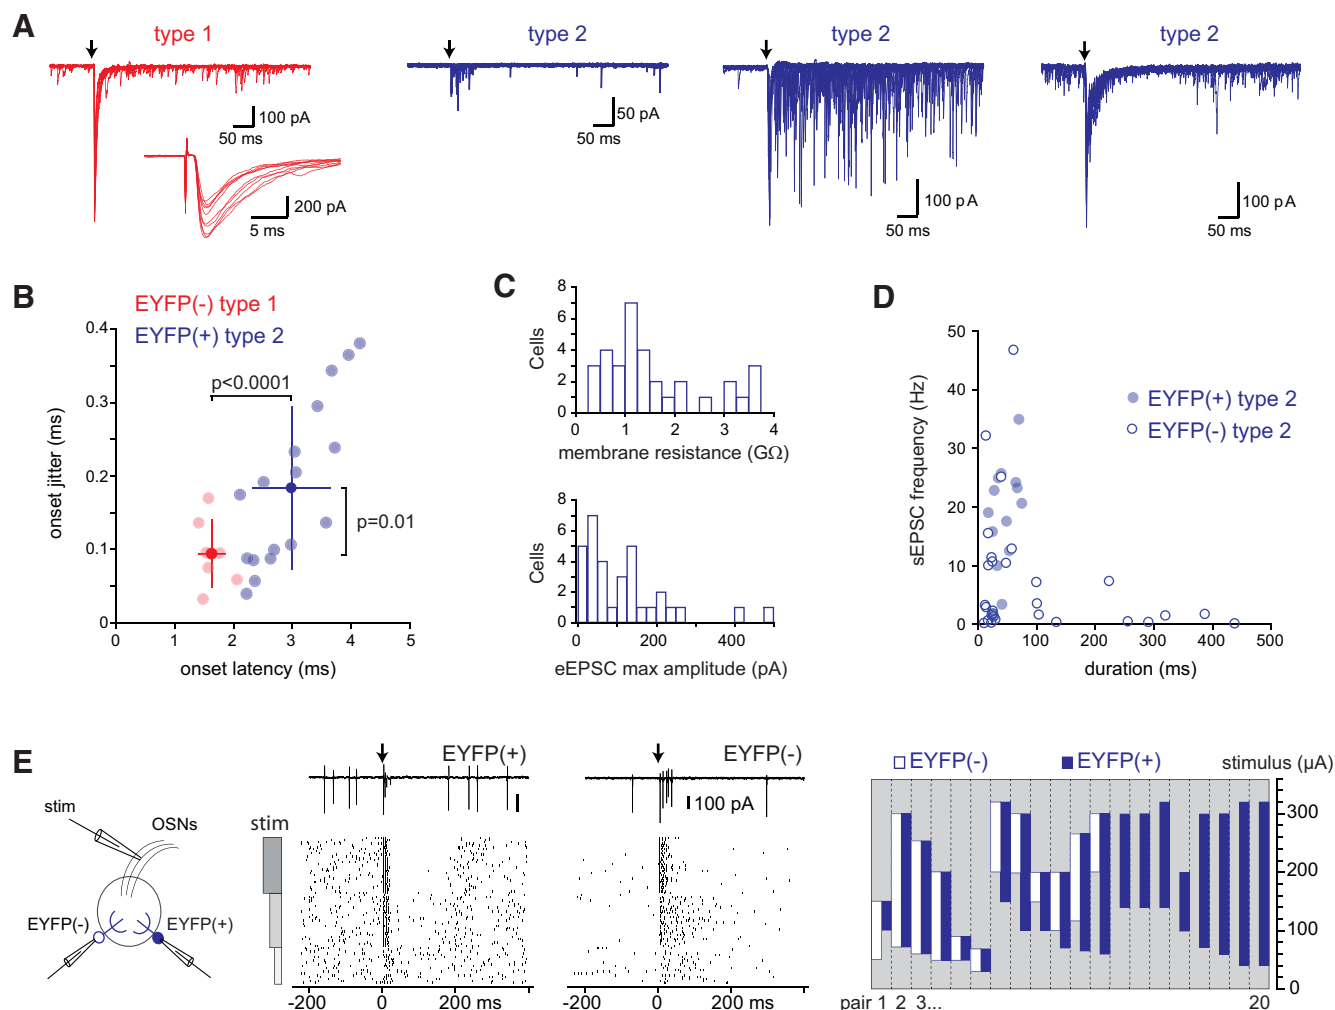 A
type 1
type 2
type 2
type 2
100 pA
50 ms
200 pA
5 ms
50 pA
50 ms
100 pA
50 ms
100 pA
50 ms
B
EYFP(-) type 1
EYFP(+) type 2
0.4
0.3
0.2
0.1
0
onset jitter (ms)
p<0.0001
p=0.01
0 1 2 3 4 5
onset latency (ms)
C
8
6
4
2
0
Cells
0 1 2 3 4
membrane resistance (GΩ)
8
6
4
2
0
Cells
0 200 400
eEPSC max amplitude (pA)
D
50
40
30
20
10
0
sEPSC frequency (Hz)
EYFP(+) type 2
EYFP(-) type 2
0 100 200 300 400 500
duration (ms)
E
stim
OSNs
EYFP(-)
EYFP(+)
stim
EYFP(+)
-200 0 200 ms
EYFP(-)
100 pA
-200 0 200 ms
EYFP(-) EYFP(+) stimulus (μA)
300
200
100
0
pair 1 2 3... 20